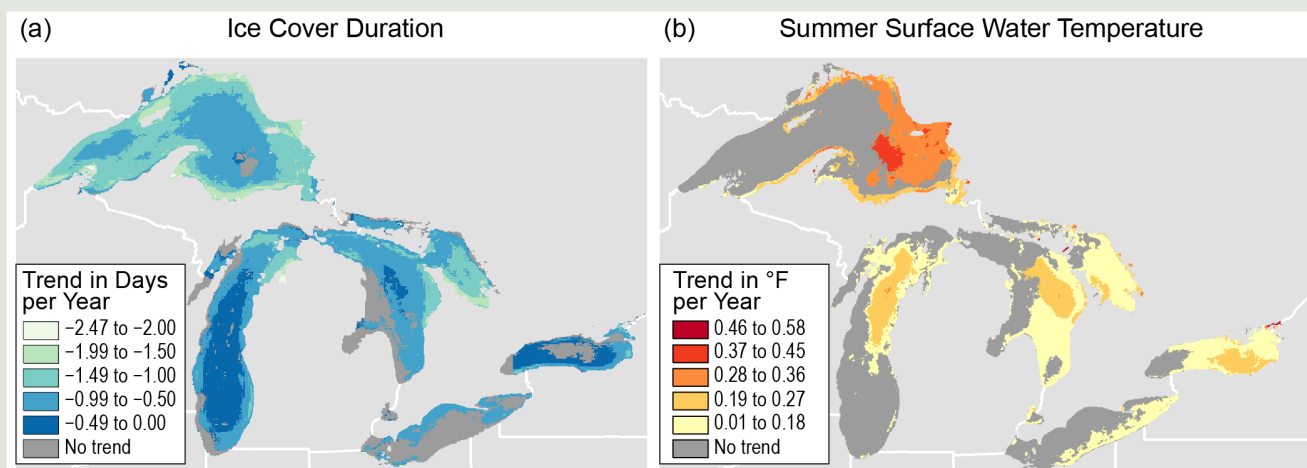 (a) Ice Cover Duration
Trend in Days
per Year
−2.47 to −2.00
−1.99 to −1.50
−1.49 to −1.00
−0.99 to −0.50
−0.49 to 0.00
No trend
(b) Summer Surface Water Temperature
Trend in °F
per Year
0.46 to 0.58
0.37 to 0.45
0.28 to 0.36
0.19 to 0.27
0.01 to 0.18
No trend